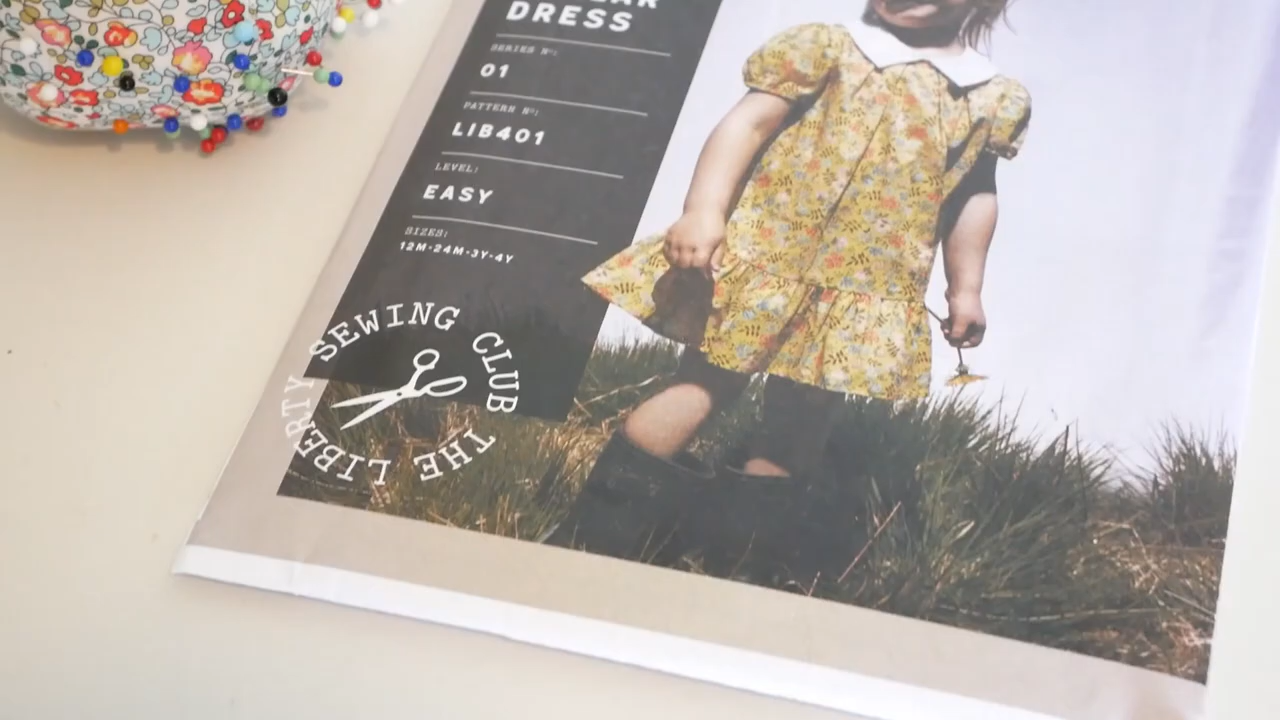 DRESS
SERIES Nº:
01
PATTERN Nº:
LIB401
LEVEL:
EASY
SIZES:
12M-24M-3Y-4Y
THE LIBERTY SEWING CLUB